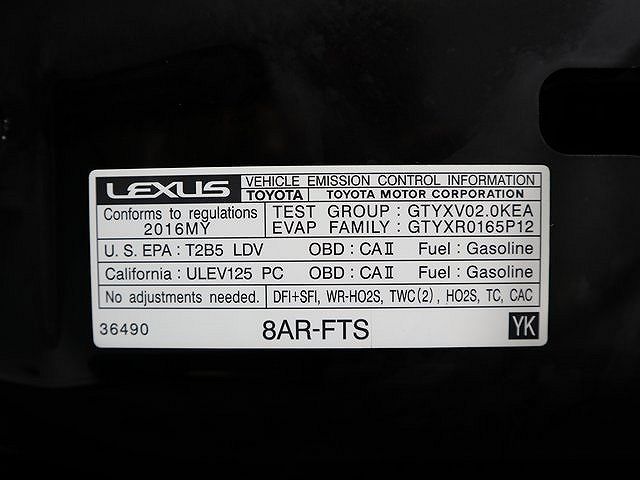 LEXUS VEHICLE EMISSION CONTROL INFORMATION
TOYOTA TOYOTA MOTOR CORPORATION
Conforms to regulations
2016MY
TEST GROUP : GTYXV02.0KEA
EVAP FAMILY : GTYXR0165P12
U. S. EPA : T2B5 LDV OBD : CAⅡ Fuel : Gasoline
California : ULEV125 PC OBD : CAⅡ Fuel : Gasoline
No adjustments needed. DFI+SFI, WR-HO2S, TWC(2), HO2S, TC, CAC
36490 8AR-FTS YK